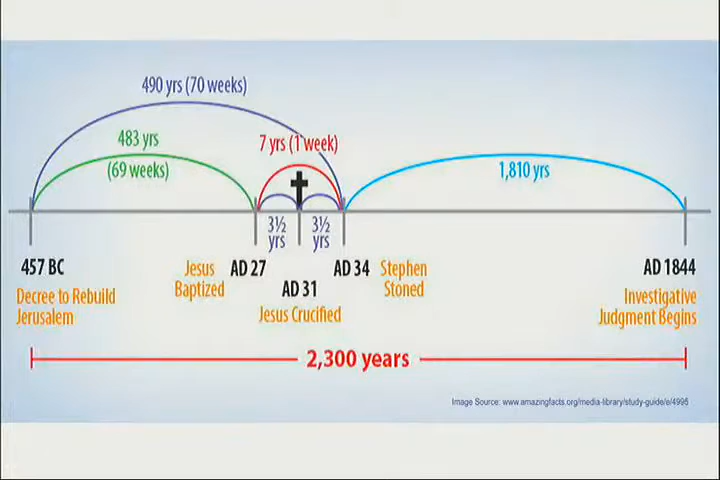 490 yrs (70 weeks)
483 yrs
(69 weeks)
7 yrs (1 week)
1,810 yrs
3½
yrs
3½
yrs
457 BC
Decree to Rebuild
Jerusalem
Jesus
Baptized
AD 27
AD 31
Jesus Crucified
AD 34
Stephen
Stoned
AD 1844
Investigative
Judgment Begins
2,300 years
Image Source: www.amazingfacts.org/media-library/study-guide/e/4995